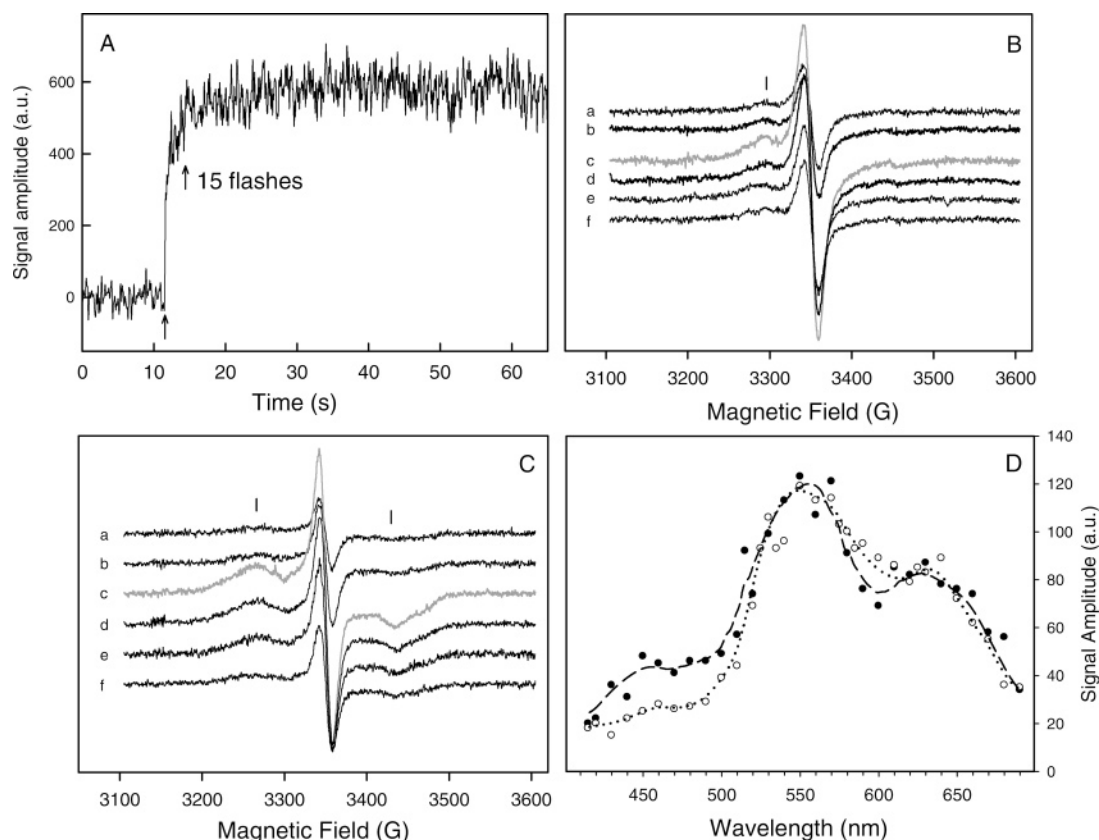 A
Signal amplitude (a.u.)
600
400
200
0
15 flashes
0 10 20 30 40 50 60
Time (s)
B
a
b
c
d
e
f
3100 3200 3300 3400 3500 3600
Magnetic Field (G)
C
a
b
c
d
e
f
3100 3200 3300 3400 3500 3600
Magnetic Field (G)
D
140
120
100
80
60
40
20
0
Signal Amplitude (a.u.)
450 500 550 600 650
Wavelength (nm)